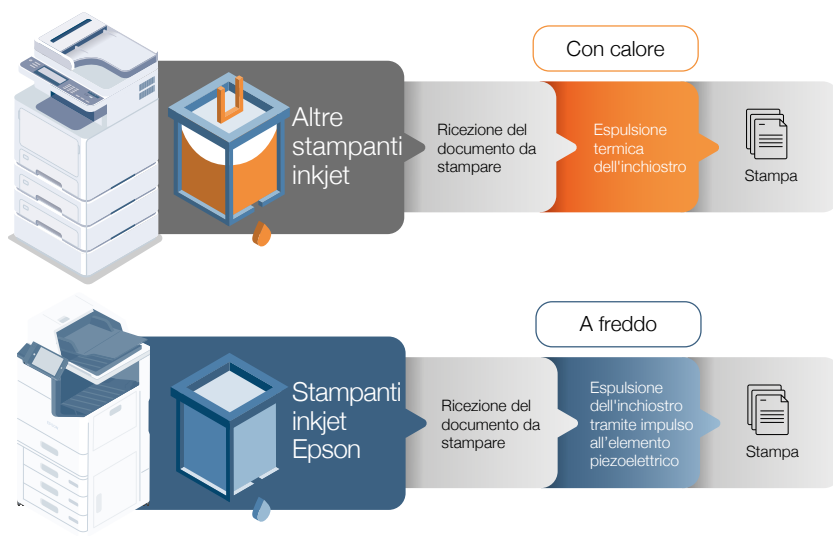 Con calore
Altre
stampanti
inkjet
Ricezione del
documento da
stampare
Espulsione
termica
dell'inchiostro
Stampa
A freddo
Stampanti
inkjet
Epson
Ricezione del
documento da
stampare
Espulsione
dell'inchiostro
tramite impulso
all'elemento
piezoelettrico
Stampa